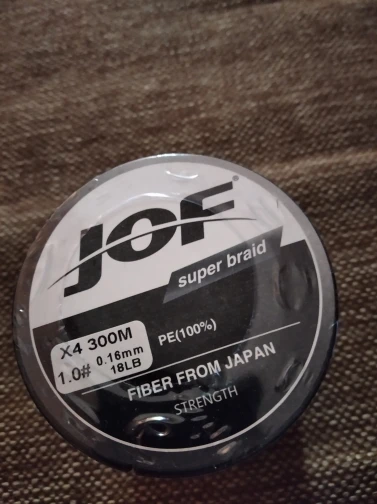 JOF®
super braid
X4 300M
1.0# 0.16mm
18LB
PE(100%)
FIBER FROM JAPAN
STRENGTH